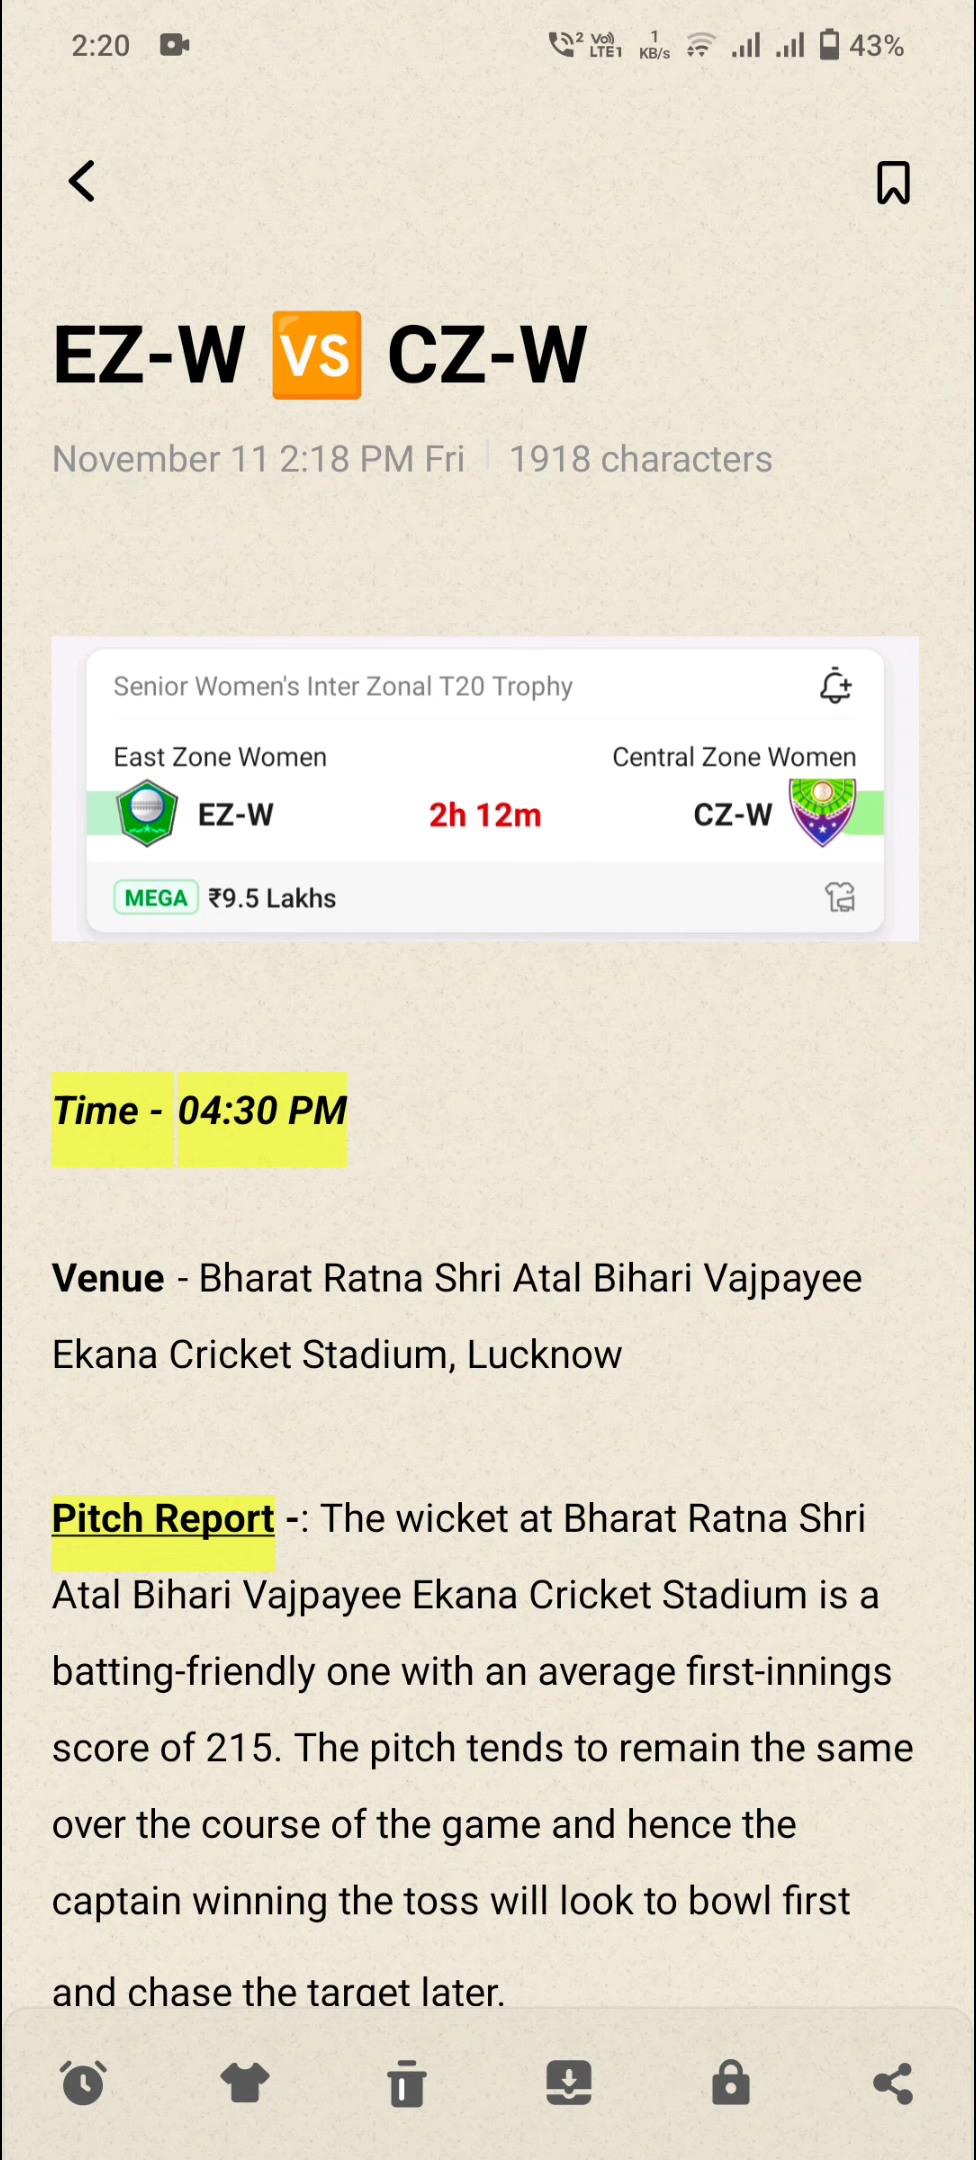 2:20
2 Vo) LTE1 1 KB/s 43%
EZ-W 🆚 CZ-W
November 11 2:18 PM Fri | 1918 characters
Senior Women's Inter Zonal T20 Trophy
East Zone Women Central Zone Women
EZ-W 2h 12m CZ-W
MEGA ₹9.5 Lakhs
Time - 04:30 PM
Venue - Bharat Ratna Shri Atal Bihari Vajpayee
Ekana Cricket Stadium, Lucknow
Pitch Report -: The wicket at Bharat Ratna Shri
Atal Bihari Vajpayee Ekana Cricket Stadium is a
batting-friendly one with an average first-innings
score of 215. The pitch tends to remain the same
over the course of the game and hence the
captain winning the toss will look to bowl first
and chase the target later.